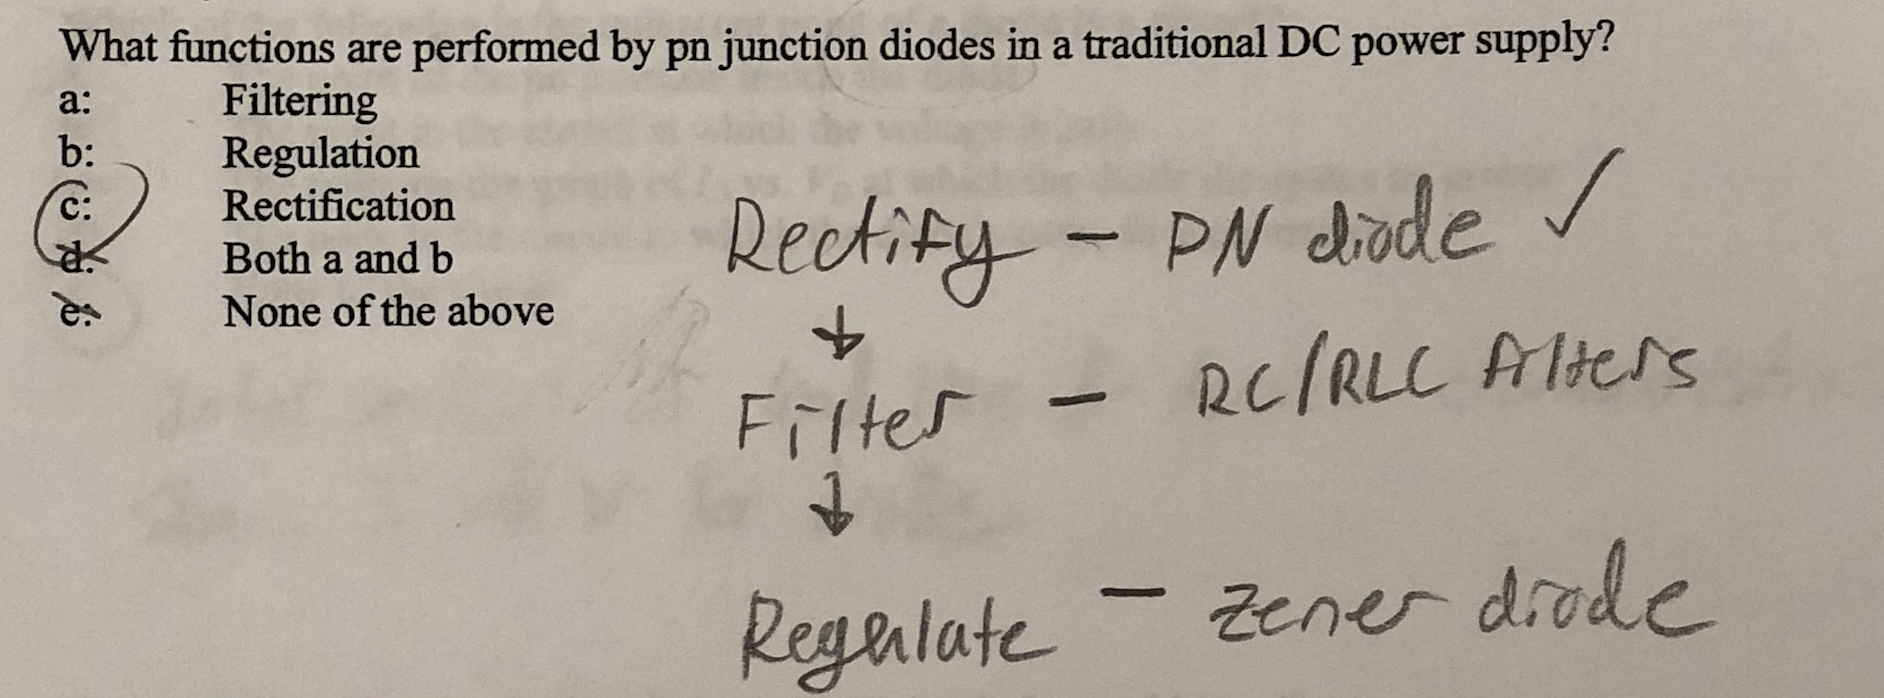 What functions are performed by pn junction diodes in a traditional DC power supply?
a: Filtering
b: Regulation
c: Rectification
d: Both a and b
e: None of the above
Rectify - PN diode ✓
↓
Filter - RC/RLC filters
↓
Regulate - Zener diode